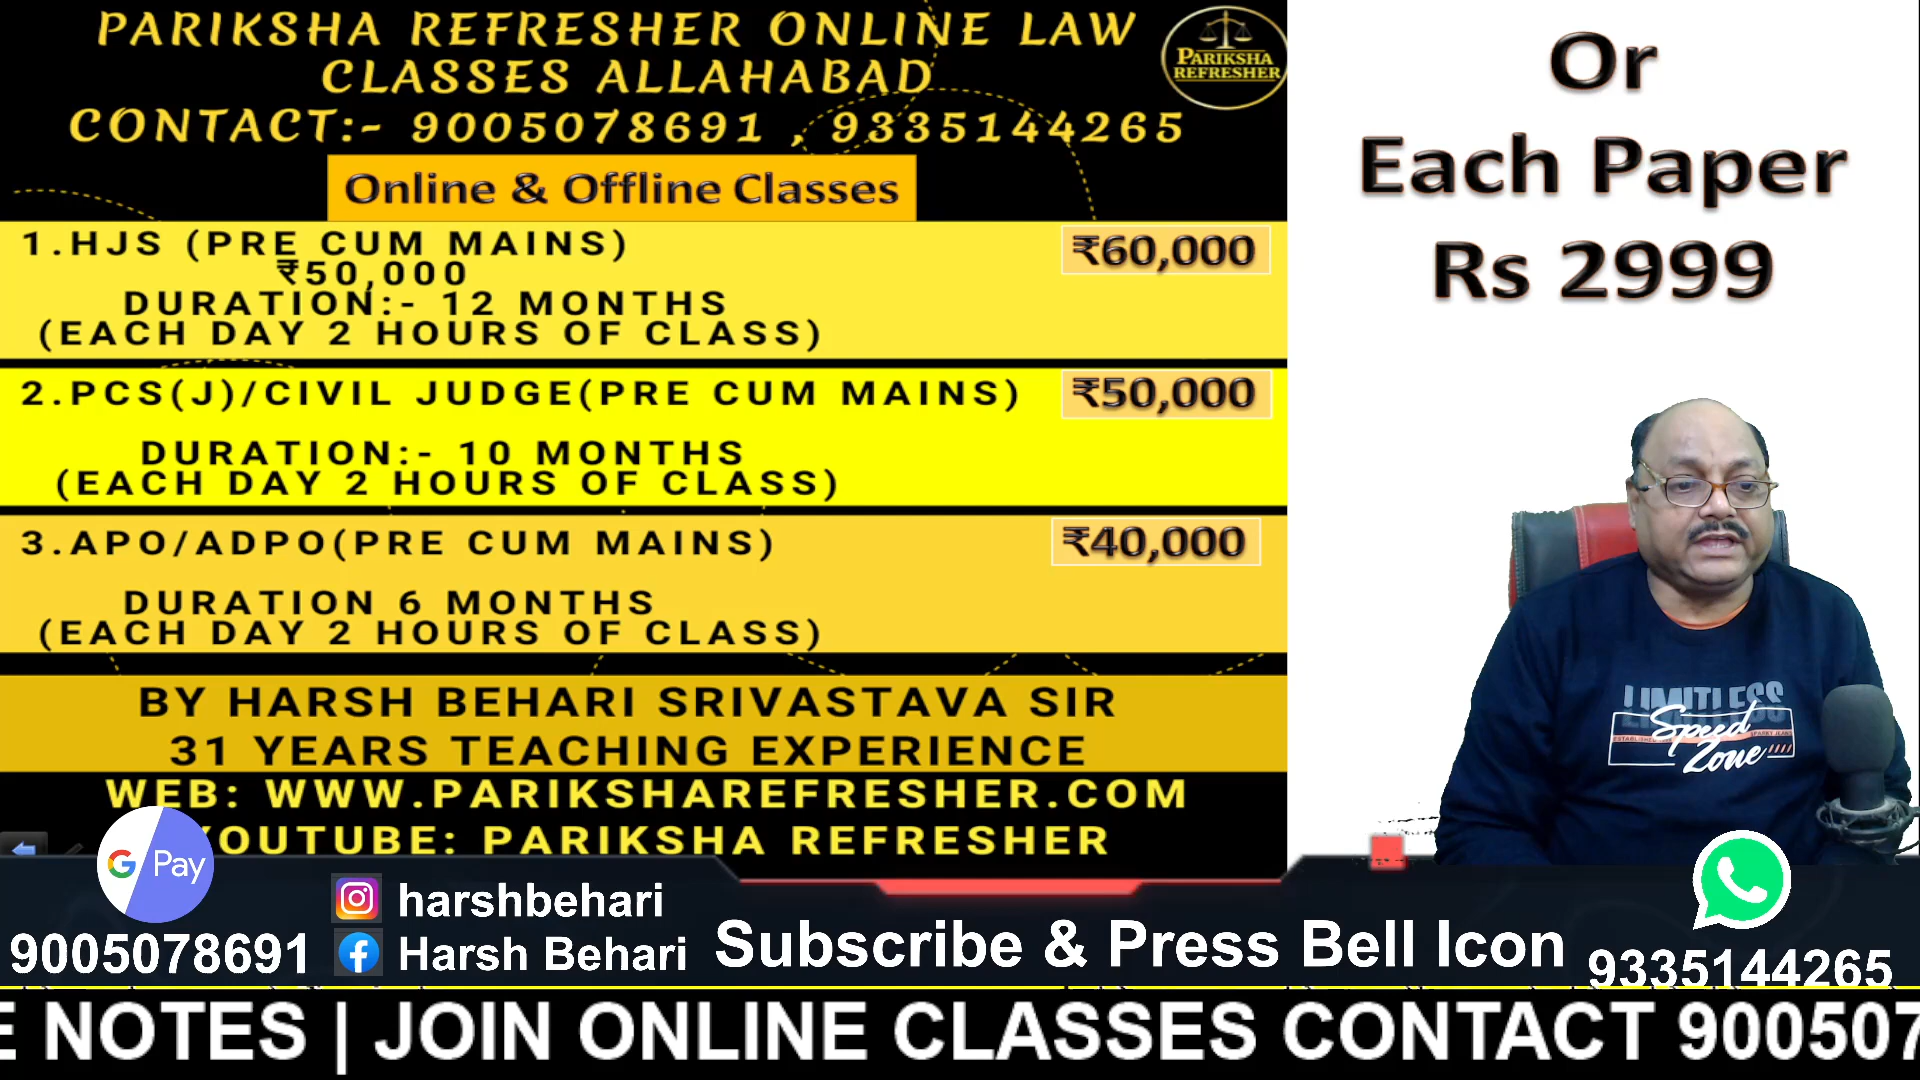 PARIKSHA REFRESHER ONLINE LAW
CLASSES ALLAHABAD
CONTACT:- 9005078691 , 9335144265
PARIKSHA
REFRESHER
Online & Offline Classes
1.HJS (PRE CUM MAINS)
₹60,000
₹50,000
DURATION:- 12 MONTHS
(EACH DAY 2 HOURS OF CLASS)
2.PCS(J)/CIVIL JUDGE(PRE CUM MAINS)
₹50,000
DURATION:- 10 MONTHS
(EACH DAY 2 HOURS OF CLASS)
3.APO/ADPO(PRE CUM MAINS)
₹40,000
DURATION 6 MONTHS
(EACH DAY 2 HOURS OF CLASS)
BY HARSH BEHARI SRIVASTAVA SIR
31 YEARS TEACHING EXPERIENCE
WEB: WWW.PARIKSHAREFRESHER.COM
YOUTUBE: PARIKSHA REFRESHER
Or
Each Paper
Rs 2999
LIMITLESS
Speed
Zone
G Pay
9005078691
harshbehari
Harsh Behari
Subscribe & Press Bell Icon
9335144265
E NOTES | JOIN ONLINE CLASSES CONTACT 900507